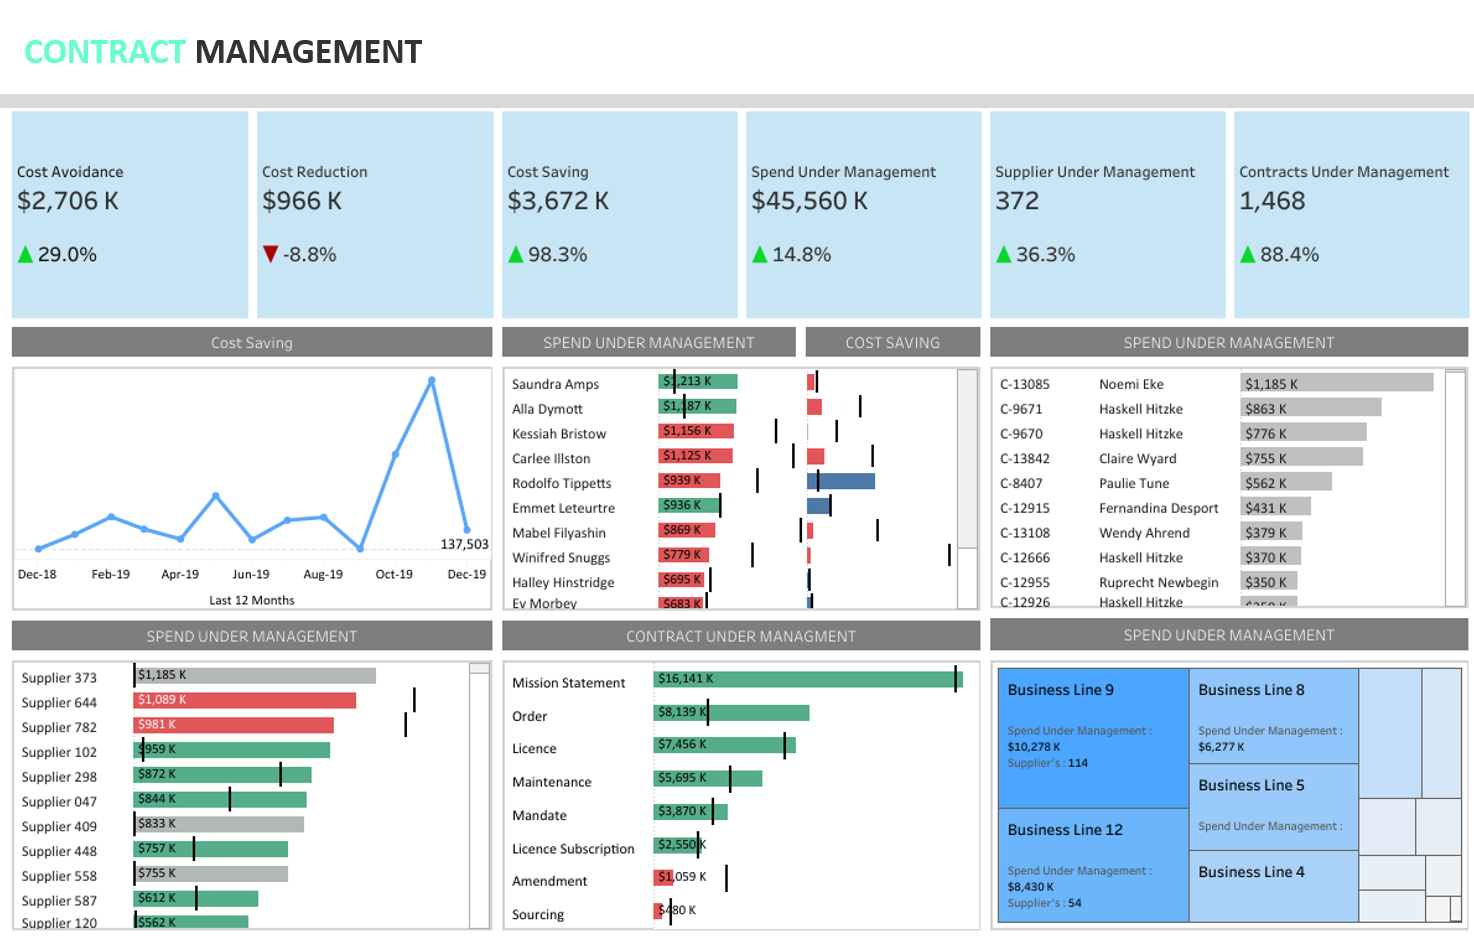 CONTRACT MANAGEMENT
Cost Avoidance
$2,706 K
29.0%
Cost Reduction
$966 K
-8.8%
Cost Saving
$3,672 K
98.3%
Spend Under Management
$45,560 K
14.8%
Supplier Under Management
372
36.3%
Contracts Under Management
1,468
88.4%
Cost Saving
137,503
Dec-18 Feb-19 Apr-19 Jun-19 Aug-19 Oct-19 Dec-19
Last 12 Months
SPEND UNDER MANAGEMENT COST SAVING
Saundra Amps $1,213 K
Alla Dymott $1,187 K
Kessiah Bristow $1,156 K
Carlee Illston $1,125 K
Rodolfo Tippetts $939 K
Emmet Leteurtre $936 K
Mabel Filyashin $869 K
Winifred Snuggs $779 K
Halley Hinstridge $695 K
Ev Morbey $683 K
SPEND UNDER MANAGEMENT
C-13085 Noemi Eke $1,185 K
C-9671 Haskell Hitzke $863 K
C-9670 Haskell Hitzke $776 K
C-13842 Claire Wyard $755 K
C-8407 Paulie Tune $562 K
C-12915 Fernandina Desport $431 K
C-13108 Wendy Ahrend $379 K
C-12666 Haskell Hitzke $370 K
C-12955 Ruprecht Newbegin $350 K
C-12926 Haskell Hitzke
SPEND UNDER MANAGMENT
Supplier 373 $1,185 K
Supplier 644 $1,089 K
Supplier 782 $981 K
Supplier 102 $959 K
Supplier 298 $872 K
Supplier 047 $844 K
Supplier 409 $833 K
Supplier 448 $757 K
Supplier 558 $755 K
Supplier 587 $612 K
Supplier 120 $562 K
CONTRACT UNDER MANAGMENT
Mission Statement $16,141 K
Order $8,139 K
Licence $7,456 K
Maintenance $5,695 K
Mandate $3,870 K
Licence Subscription $2,550 K
Amendment $1,059 K
Sourcing $480 K
SPEND UNDER MANAGEMENT
Business Line 9
Spend Under Management :
$10,278 K
Supplier's : 114
Business Line 12
Spend Under Management :
$8,430 K
Supplier's : 54
Business Line 8
Spend Under Management :
$6,277 K
Business Line 5
Spend Under Management :
Business Line 4